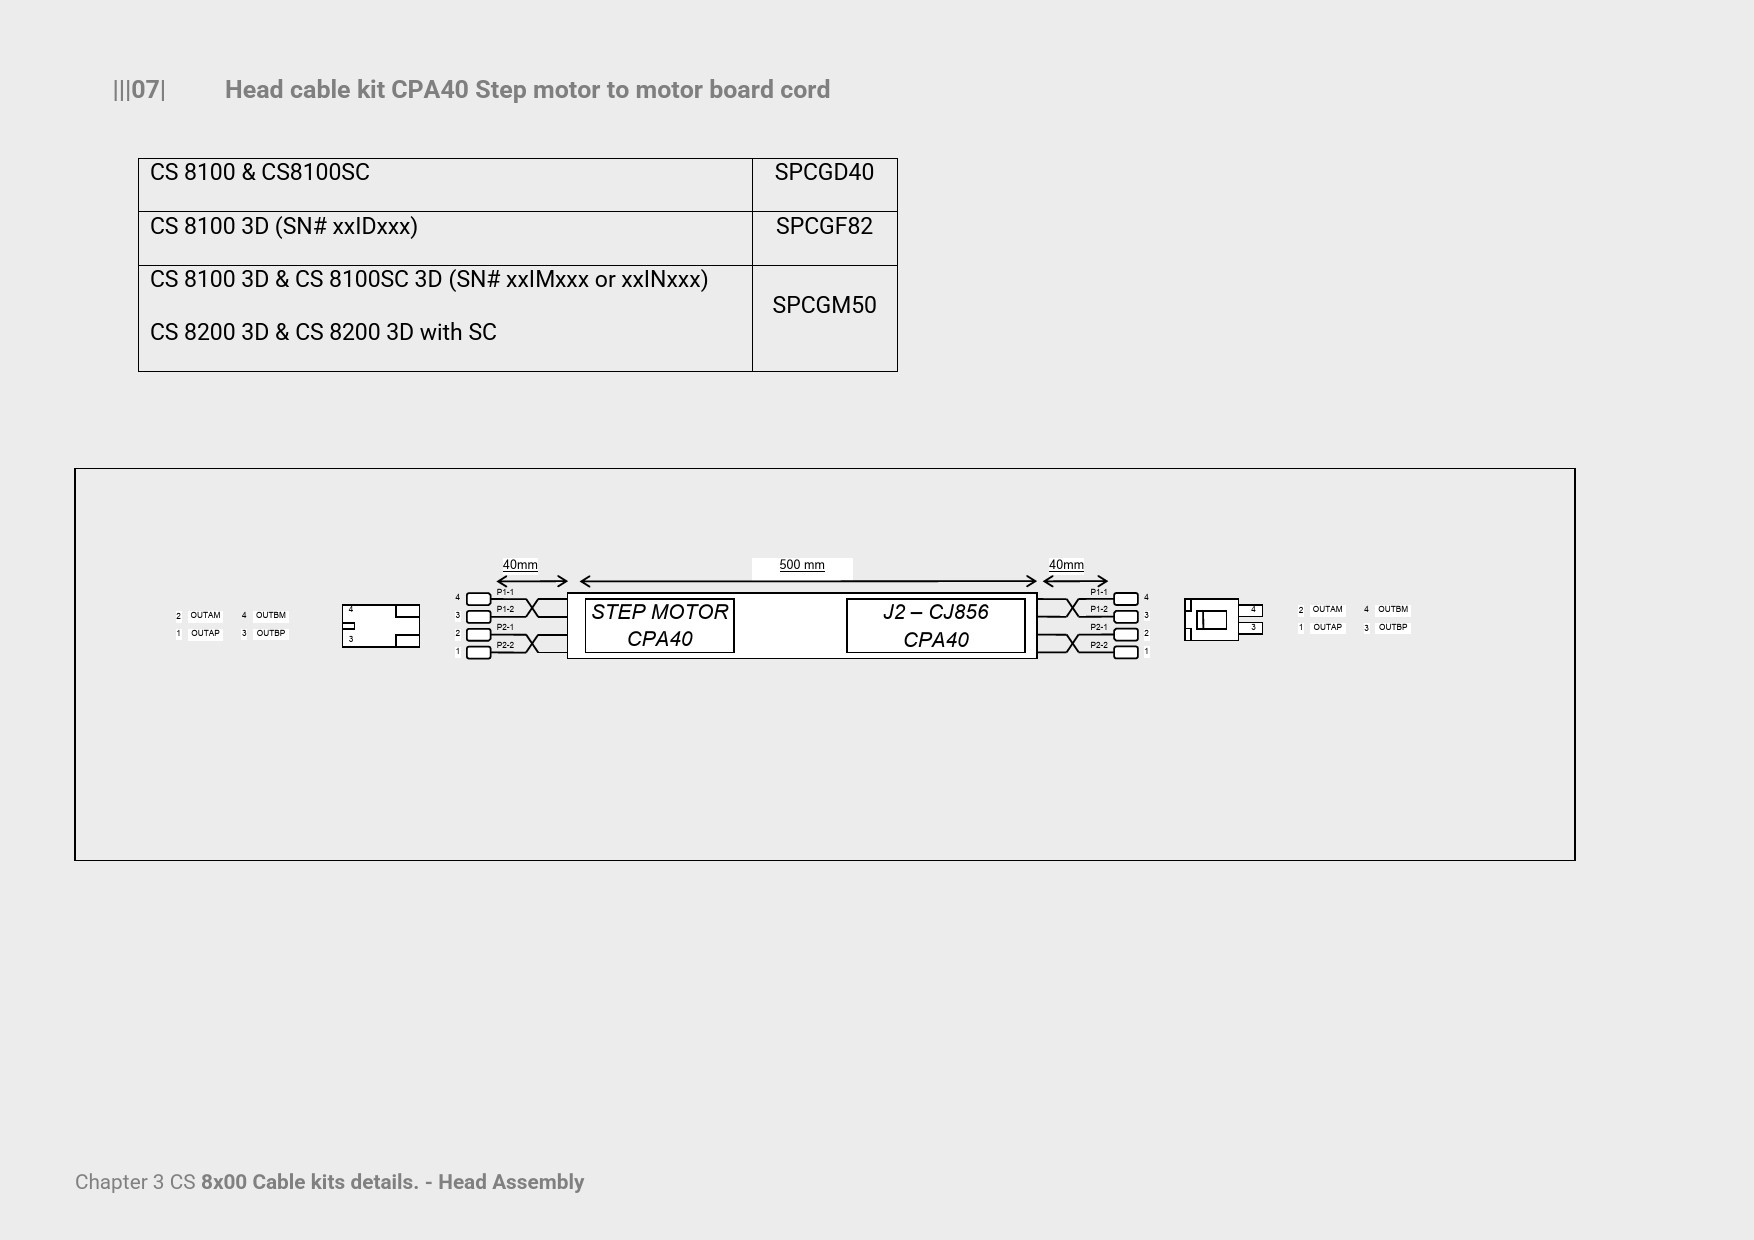 |||07| Head cable kit CPA40 Step motor to motor board cord
CS 8100 & CS8100SC SPCGD40
CS 8100 3D (SN# xxIDxxx) SPCGF82
CS 8100 3D & CS 8100SC 3D (SN# xxIMxxx or xxINxxx)
SPCGM50
CS 8200 3D & CS 8200 3D with SC
40mm 500 mm 40mm
2 OUTAM 4 OUTBM
1 OUTAP 3 OUTBP
4
3
4 P1-1
3 P1-2
2 P2-1
1 P2-2
STEP MOTOR
CPA40
J2 – CJ856
CPA40
P1-1 4
P1-2 3
P2-1 2
P2-2 1
4
3
2 OUTAM 4 OUTBM
1 OUTAP 3 OUTBP
Chapter 3 CS 8x00 Cable kits details. - Head Assembly